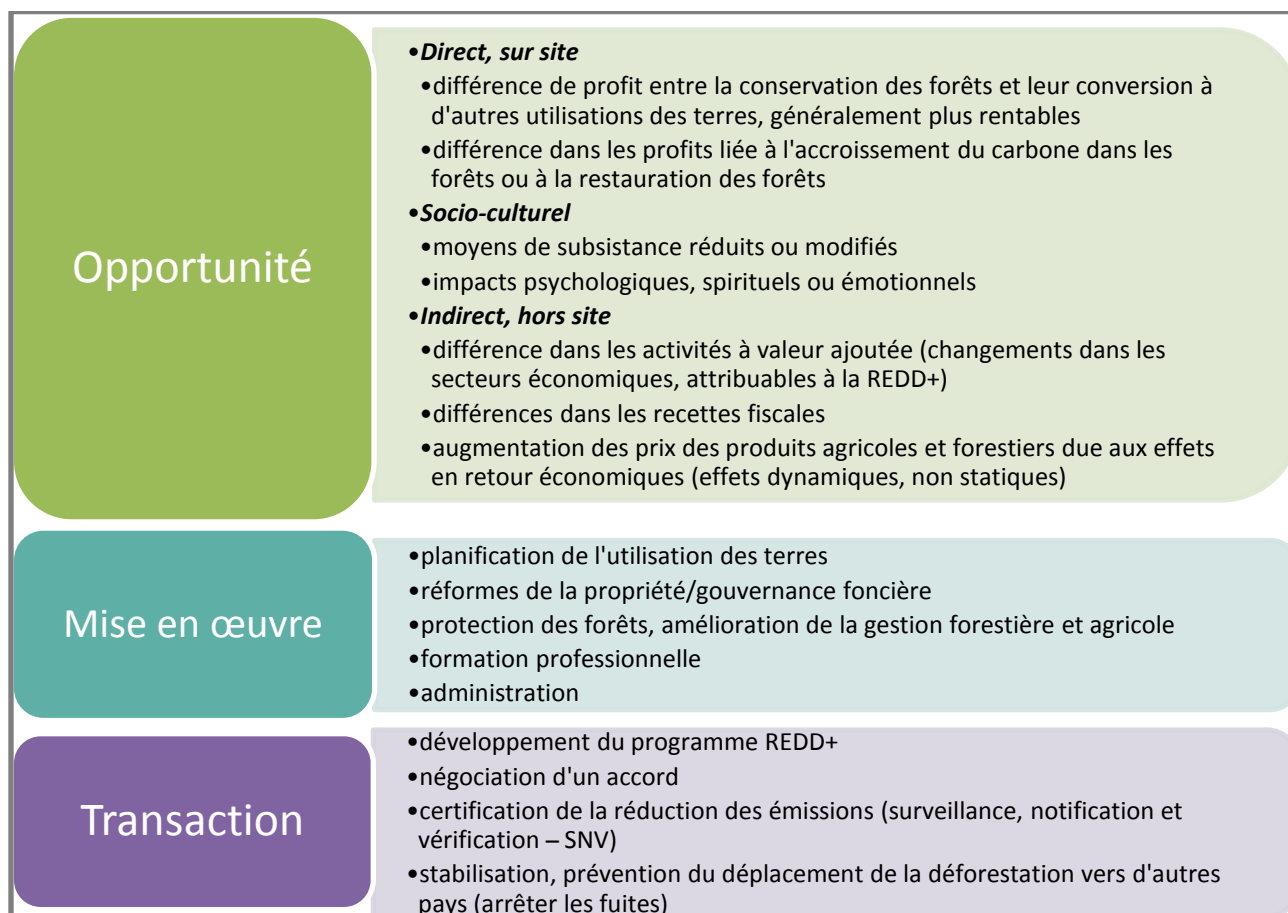 Opportunité
•Direct, sur site
•différence de profit entre la conservation des forêts et leur conversion à
d'autres utilisations des terres, généralement plus rentables
•différence dans les profits liée à l'accroissement du carbone dans les
forêts ou à la restauration des forêts
•Socio-culturel
•moyens de subsistance réduits ou modifiés
•impacts psychologiques, spirituels ou émotionnels
•Indirect, hors site
•différence dans les activités à valeur ajoutée (changements dans les
secteurs économiques, attribuables à la REDD+)
•différences dans les recettes fiscales
•augmentation des prix des produits agricoles et forestiers due aux effets
en retour économiques (effets dynamiques, non statiques)
Mise en œuvre
•planification de l'utilisation des terres
•réformes de la propriété/gouvernance foncière
•protection des forêts, amélioration de la gestion forestière et agricole
•formation professionnelle
•administration
Transaction
•développement du programme REDD+
•négociation d'un accord
•certification de la réduction des émissions (surveillance, notification et
vérification – SNV)
•stabilisation, prévention du déplacement de la déforestation vers d'autres
pays (arrêter les fuites)